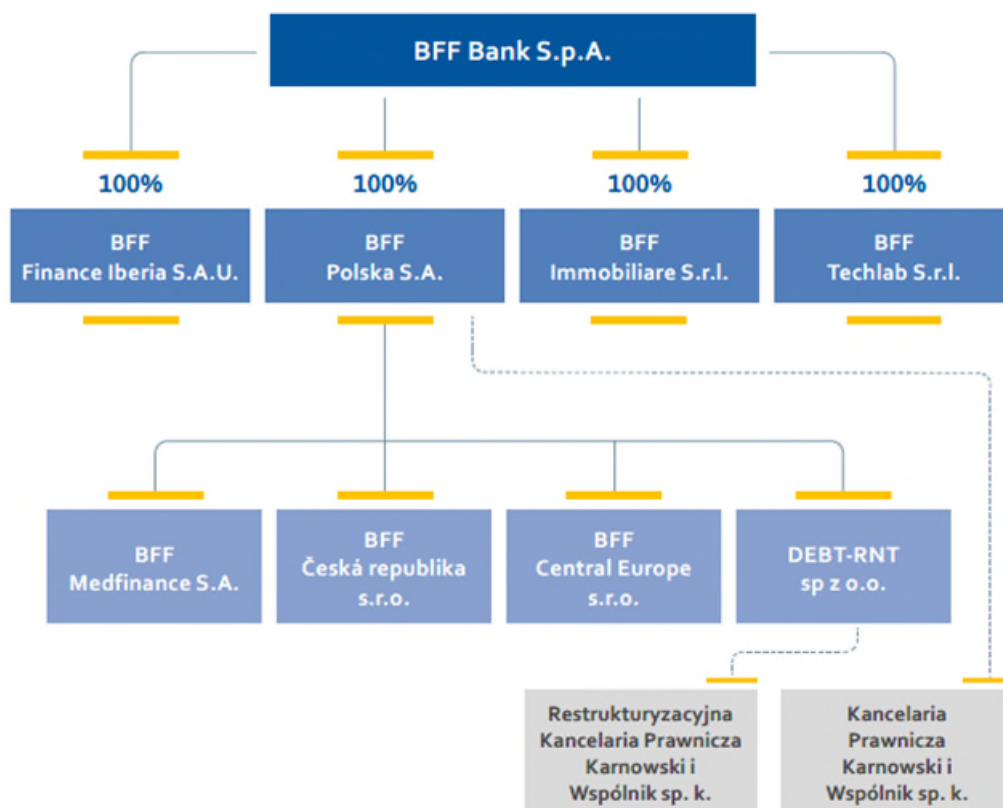 BFF Bank S.p.A.
100%
100%
100%
100%
BFF
Finance Iberia S.A.U.
BFF
Polska S.A.
BFF
Immobiliare S.r.l.
BFF
Techlab S.r.l.
BFF
Medfinance S.A.
BFF
Česká republika
s.r.o.
BFF
Central Europe
s.r.o.
DEBT-RNT
sp z o.o.
Restrukturyzacyjna
Kancelaria Prawnicza
Karnowski i
Wspólnik sp. k.
Kancelaria
Prawnicza
Karnowski i
Wspólnik sp. k.